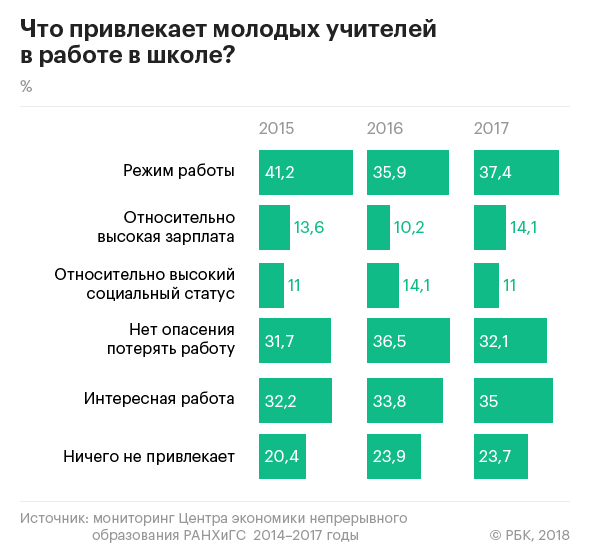 Что привлекает молодых учителей
в работе в школе?
%
2015 2016 2017
Режим работы 41,2 35,9 37,4
Относительно
высокая зарплата 13,6 10,2 14,1
Относительно высокий
социальный статус 11 14,1 11
Нет опасения
потерять работу 31,7 36,5 32,1
Интересная работа 32,2 33,8 35
Ничего не привлекает 20,4 23,9 23,7
Источник: мониторинг Центра экономики непрерывного
образования РАНХиГС 2014–2017 годы © РБК, 2018